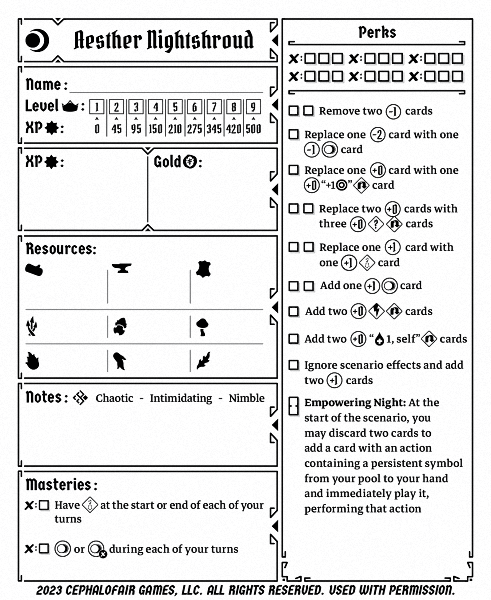 Aesther Nightshroud
Name:
Level : 1 2 3 4 5 6 7 8 9
XP : 0 45 95 150 210 275 345 420 500
XP : Gold :
Resources:
Notes: Chaotic - Intimidating - Nimble
Masteries:
Have at the start or end of each of your
turns
or during each of your turns
Perks
Remove two -1 cards
Replace one -2 card with one
-1 card
Replace one +0 card with one
+0 “+1” card
Replace two +0 cards with
three +0 ? cards
Replace one +1 card with
one +1 card
Add one +1 card
Add two +0 cards
Add two +0 “1, self” cards
Ignore scenario effects and add
two +1 cards
Empowering Night: At the
start of the scenario, you
may discard two cards to
add a card with an action
containing a persistent symbol
from your pool to your hand
and immediately play it,
performing that action
2023 CEPHALOFAIR GAMES, LLC. ALL RIGHTS RESERVED. USED WITH PERMISSION.